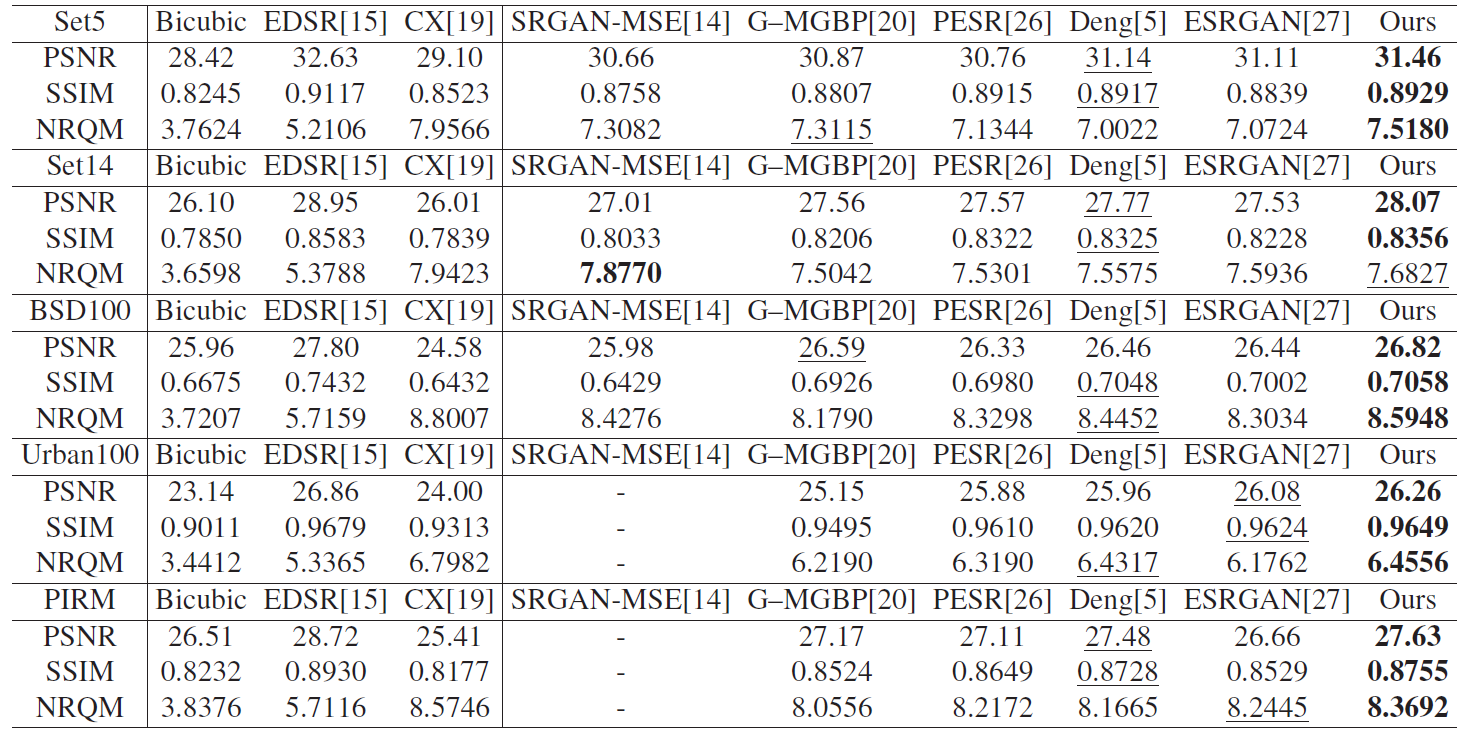 Set5 Bicubic EDSR[15] CX[19] SRGAN-MSE[14] G–MGBP[20] PESR[26] Deng[5] ESRGAN[27] Ours
PSNR 28.42 32.63 29.10 30.66 30.87 30.76 31.14 31.11 31.46
SSIM 0.8245 0.9117 0.8523 0.8758 0.8807 0.8915 0.8917 0.8839 0.8929
NRQM 3.7624 5.2106 7.9566 7.3082 7.3115 7.1344 7.0022 7.0724 7.5180
Set14 Bicubic EDSR[15] CX[19] SRGAN-MSE[14] G–MGBP[20] PESR[26] Deng[5] ESRGAN[27] Ours
PSNR 26.10 28.95 26.01 27.01 27.56 27.57 27.77 27.53 28.07
SSIM 0.7850 0.8583 0.7839 0.8033 0.8206 0.8322 0.8325 0.8228 0.8356
NRQM 3.6598 5.3788 7.9423 7.8770 7.5042 7.5301 7.5575 7.5936 7.6827
BSD100 Bicubic EDSR[15] CX[19] SRGAN-MSE[14] G–MGBP[20] PESR[26] Deng[5] ESRGAN[27] Ours
PSNR 25.96 27.80 24.58 25.98 26.59 26.33 26.46 26.44 26.82
SSIM 0.6675 0.7432 0.6432 0.6429 0.6926 0.6980 0.7048 0.7002 0.7058
NRQM 3.7207 5.7159 8.8007 8.4276 8.1790 8.3298 8.4452 8.3034 8.5948
Urban100 Bicubic EDSR[15] CX[19] SRGAN-MSE[14] G–MGBP[20] PESR[26] Deng[5] ESRGAN[27] Ours
PSNR 23.14 26.86 24.00 - 25.15 25.88 25.96 26.08 26.26
SSIM 0.9011 0.9679 0.9313 - 0.9495 0.9610 0.9620 0.9624 0.9649
NRQM 3.4412 5.3365 6.7982 - 6.2190 6.3190 6.4317 6.1762 6.4556
PIRM Bicubic EDSR[15] CX[19] SRGAN-MSE[14] G–MGBP[20] PESR[26] Deng[5] ESRGAN[27] Ours
PSNR 26.51 28.72 25.41 - 27.17 27.11 27.48 26.66 27.63
SSIM 0.8232 0.8930 0.8177 - 0.8524 0.8649 0.8728 0.8529 0.8755
NRQM 3.8376 5.7116 8.5746 - 8.0556 8.2172 8.1665 8.2445 8.3692